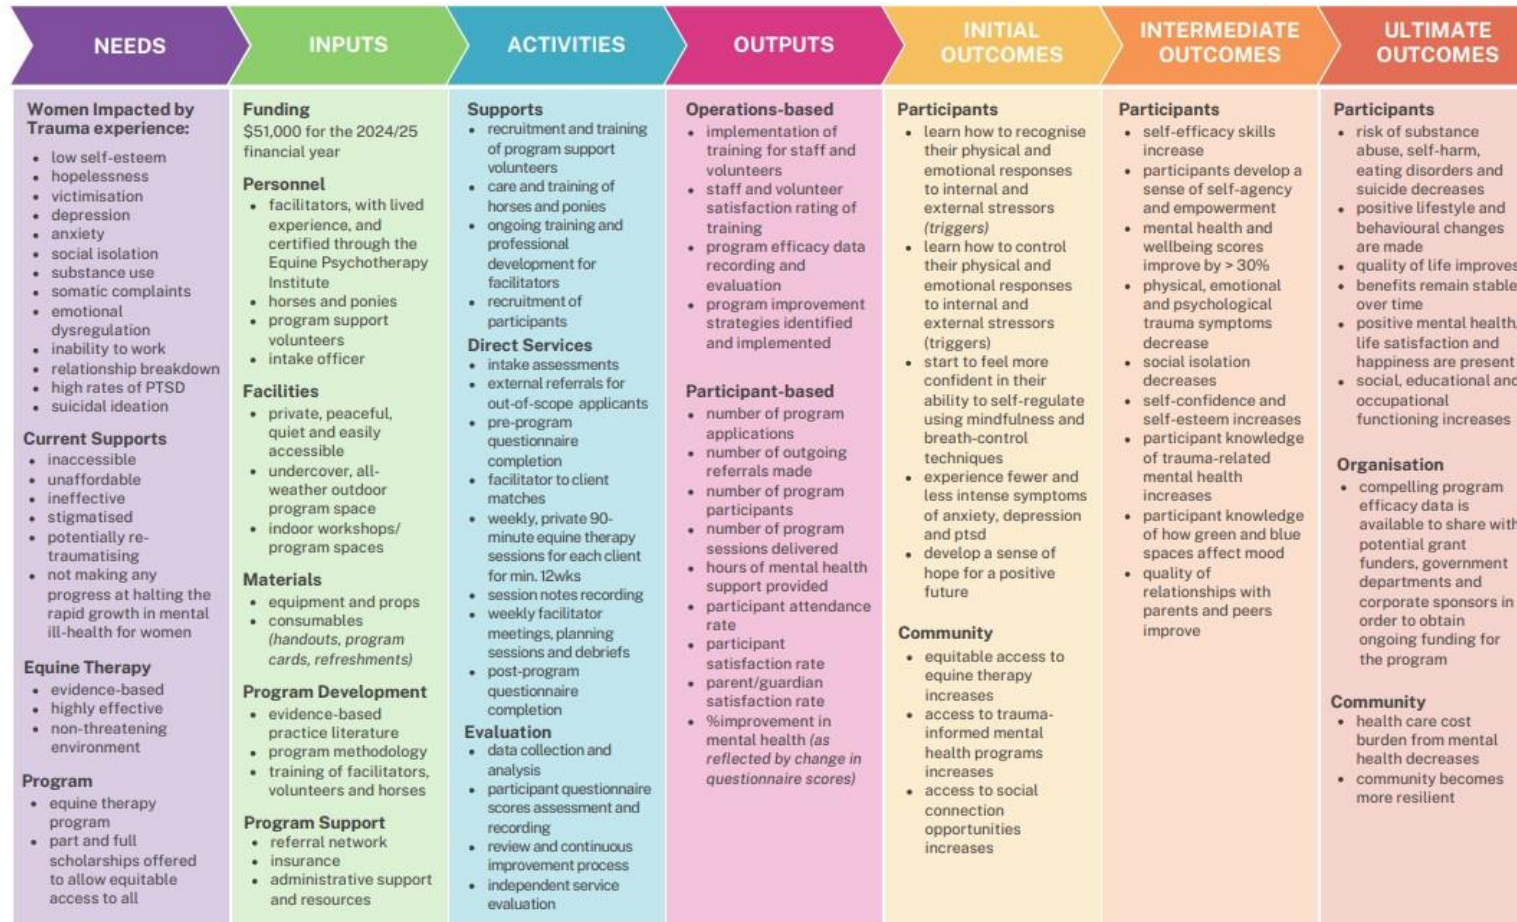 NEEDS
INPUTS
ACTIVITIES
OUTPUTS
INITIAL
OUTCOMES
INTERMEDIATE
OUTCOMES
ULTIMATE
OUTCOMES
Women Impacted by
Trauma experience:
• low self-esteem
• hopelessness
• victimisation
• depression
• anxiety
• social isolation
• substance use
• somatic complaints
• emotional
dysregulation
• inability to work
• relationship breakdown
• high rates of PTSD
• suicidal ideation
Current Supports
• inaccessible
• unaffordable
• ineffective
• stigmatised
• potentially re-
traumatising
• not making any
progress at halting the
rapid growth in mental
ill-health for women
Equine Therapy
• evidence-based
• highly effective
• non-threatening
environment
Program
• equine therapy
program
• part and full
scholarships offered
to allow equitable
access to all
Funding
$51,000 for the 2024/25
financial year
Personnel
• facilitators, with lived
experience, and
certified through the
Equine Psychotherapy
Institute
• horses and ponies
• program support
volunteers
• intake officer
Facilities
• private, peaceful,
quiet and easily
accessible
• undercover, all-
weather outdoor
program space
• indoor workshops/
program spaces
Materials
• equipment and props
• consumables
(handouts, program
cards, refreshments)
Program Development
• evidence-based
practice literature
• program methodology
• training of facilitators,
volunteers and horses
Program Support
• referral network
• insurance
• administrative support
and resources
Supports
• recruitment and training
of program support
volunteers
• care and training of
horses and ponies
• ongoing training and
professional
development for
facilitators
• recruitment of
participants
Direct Services
• intake assessments
• external referrals for
out-of-scope applicants
• pre-program
questionnaire
completion
• facilitator to client
matches
• weekly, private 90-
minute equine therapy
sessions for each client
for min. 12wks
• session notes recording
• weekly facilitator
meetings, planning
sessions and debriefs
• post-program
questionnaire
completion
Evaluation
• data collection and
analysis
• participant questionnaire
scores assessment and
recording
• review and continuous
improvement process
• independent service
evaluation
Operations-based
• implementation of
training for staff and
volunteers
• staff and volunteer
satisfaction rating of
training
• program efficacy data
recording and
evaluation
• program improvement
strategies identified
and implemented
Participant-based
• number of program
applications
• number of outgoing
referrals made
• number of program
participants
• number of program
sessions delivered
• hours of mental health
support provided
• participant attendance
rate
• participant
satisfaction rate
• parent/guardian
satisfaction rate
• %improvement in
mental health (as
reflected by change in
questionnaire scores)
Participants
• learn how to recognise
their physical and
emotional responses
to internal and
external stressors
(triggers)
• learn how to control
their physical and
emotional responses
to internal and
external stressors
(triggers)
• start to feel more
confident in their
ability to self-regulate
using mindfulness and
breath-control
techniques
• experience fewer and
less intense symptoms
of anxiety, depression
and ptsd
• develop a sense of
hope for a positive
future
Community
• equitable access to
equine therapy
increases
• access to trauma-
informed mental
health programs
increases
• access to social
connection
opportunities
increases
Participants
• self-efficacy skills
increase
• participants develop a
sense of self-agency
and empowerment
• mental health and
wellbeing scores
improve by > 30%
• physical, emotional
and psychological
trauma symptoms
decrease
• social isolation
decreases
• self-confidence and
self-esteem increases
• participant knowledge
of trauma-related
mental health
increases
• participant knowledge
of how green and blue
spaces affect mood
• quality of
relationships with
parents and peers
improve
Participants
• risk of substance
abuse, self-harm,
eating disorders and
suicide decreases
• positive lifestyle and
behavioural changes
are made
• quality of life improves
• benefits remain stable
over time
• positive mental health,
life satisfaction and
happiness are present
• social, educational and
occupational
functioning increases
Organisation
• compelling program
efficacy data is
available to share with
potential grant
funders, government
departments and
corporate sponsors in
order to obtain
ongoing funding for
the program
Community
• health care cost
burden from mental
health decreases
• community becomes
more resilient